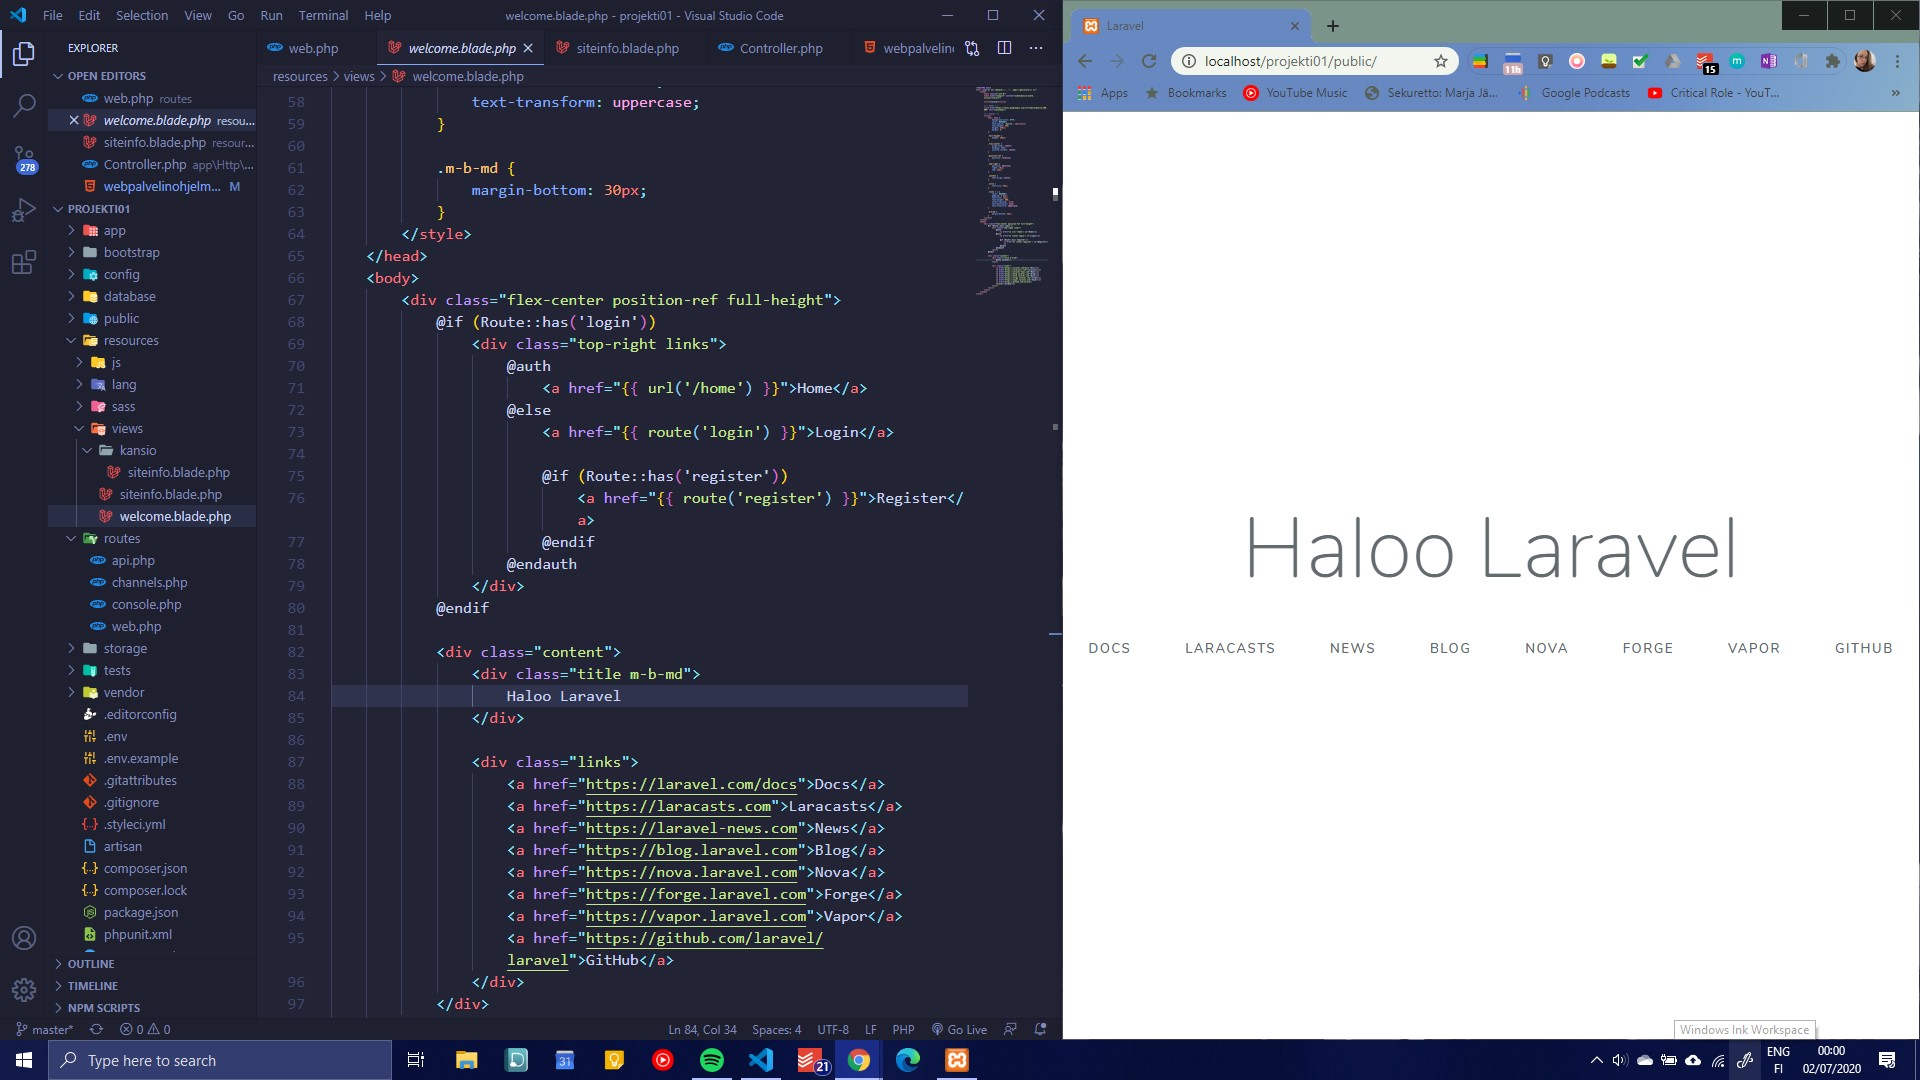 File Edit Selection View Go Run Terminal Help
welcome.blade.php - projekti01 - Visual Studio Code
EXPLORER
OPEN EDITORS
web.php routes
welcome.blade.php resou...
siteinfo.blade.php resour...
Controller.php app\Http\...
webpalvelinohjelm... M
278
PROJEKTI01
app
bootstrap
config
database
public
resources
js
lang
sass
views
kansio
siteinfo.blade.php
siteinfo.blade.php
welcome.blade.php
routes
api.php
channels.php
console.php
web.php
storage
tests
vendor
.editorconfig
.env
.env.example
.gitattributes
.gitignore
.styleci.yml
artisan
composer.json
composer.lock
package.json
phpunit.xml
OUTLINE
TIMELINE
NPM SCRIPTS
web.php welcome.blade.php siteinfo.blade.php Controller.php webpalvelin
resources > views > welcome.blade.php
58 text-transform: uppercase;
59 }
60
61 .m-b-md {
62 margin-bottom: 30px;
63 }
64 </style>
65 </head>
66 <body>
67 <div class="flex-center position-ref full-height">
68 @if (Route::has('login'))
69 <div class="top-right links">
70 @auth
71 <a href="{{ url('/home') }}">Home</a>
72 @else
73 <a href="{{ route('login') }}">Login</a>
74
75 @if (Route::has('register'))
76 <a href="{{ route('register') }}">Register</
a>
77 @endif
78 @endauth
79 </div>
80 @endif
81
82 <div class="content">
83 <div class="title m-b-md">
84 Haloo Laravel
85 </div>
86
87 <div class="links">
88 <a href="https://laravel.com/docs">Docs</a>
89 <a href="https://laracasts.com">Laracasts</a>
90 <a href="https://laravel-news.com">News</a>
91 <a href="https://blog.laravel.com">Blog</a>
92 <a href="https://nova.laravel.com">Nova</a>
93 <a href="https://forge.laravel.com">Forge</a>
94 <a href="https://vapor.laravel.com">Vapor</a>
95 <a href="https://github.com/laravel/
laravel">GitHub</a>
96 </div>
97 </div>
master* 0 0 Ln 84, Col 34 Spaces: 4 UTF-8 LF PHP Go Live
Laravel
localhost/projekti01/public/
11h 15
Apps Bookmarks YouTube Music Sekuretto: Marja Jä... Google Podcasts Critical Role - YouT... »
Haloo Laravel
DOCS LARACASTS NEWS BLOG NOVA FORGE VAPOR GITHUB
Windows Ink Workspace
Type here to search
31
21
ENG
FI
00:00
02/07/2020